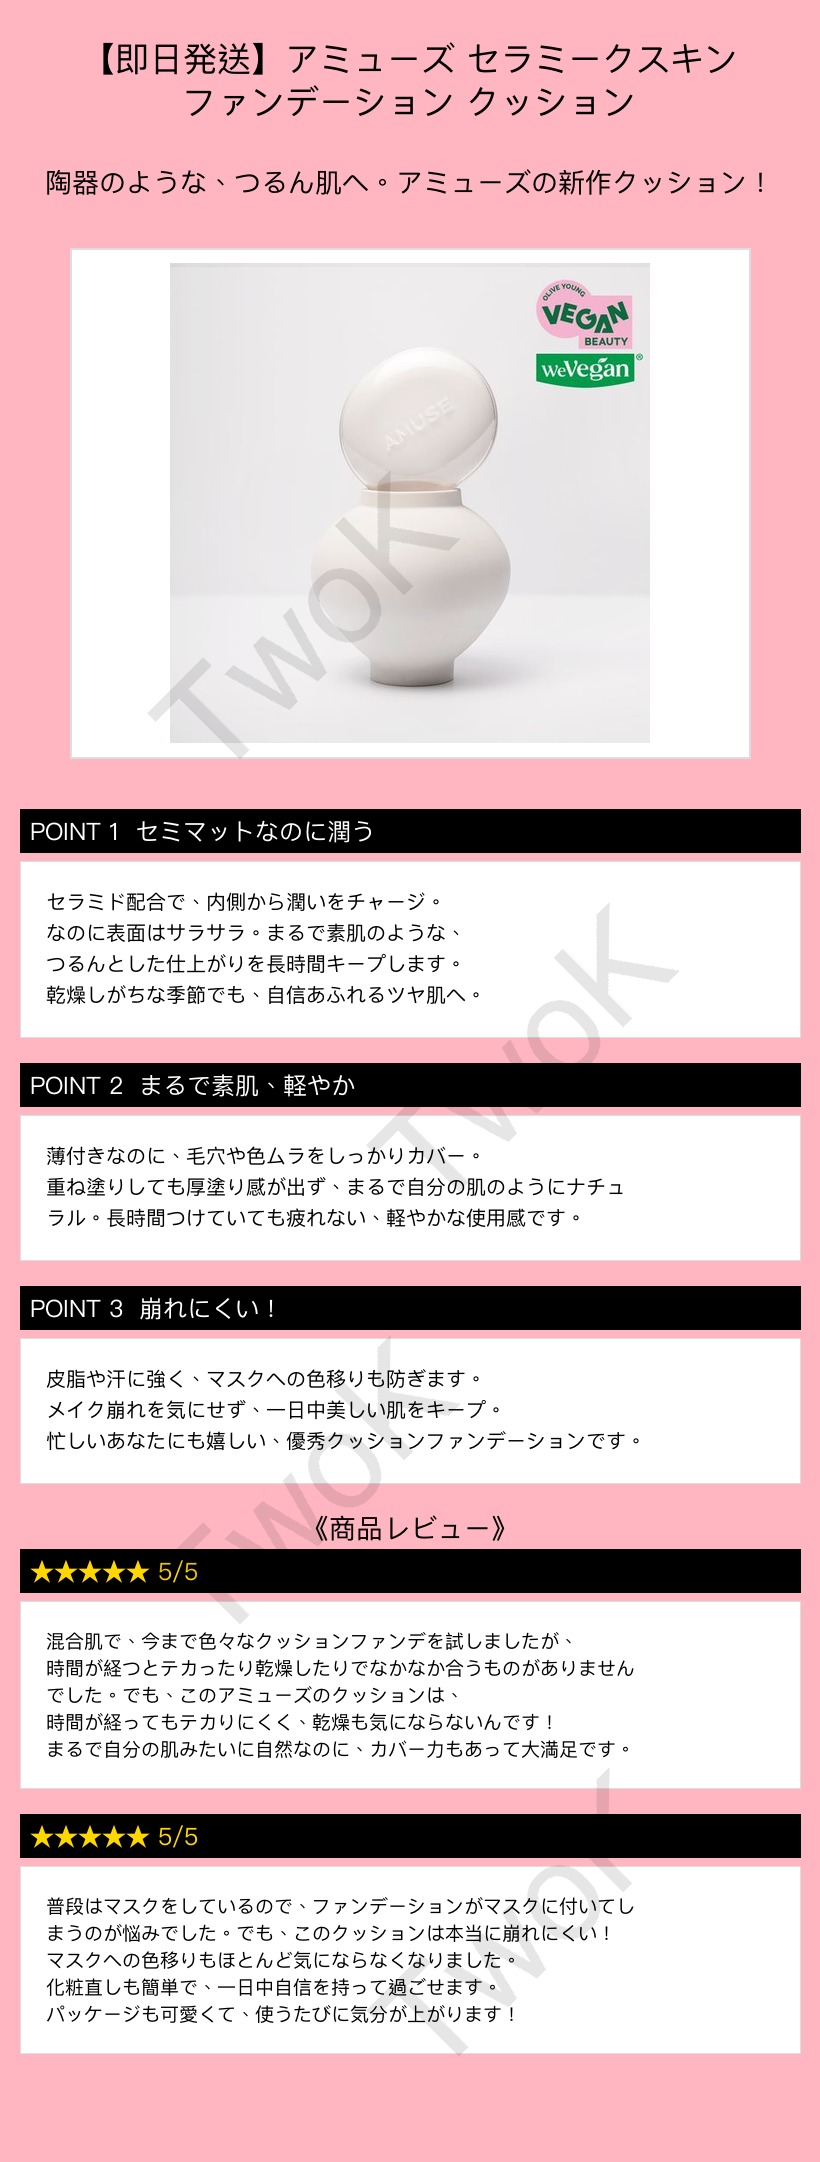 【即日発送】アミューズ セラミークスキン
ファンデーション クッション
陶器のような、つるん肌へ。アミューズの新作クッション！
OLIVE YOUNG
VEGAN
BEAUTY
weVegan®
AMUSE
TwoK
POINT 1 セミマットなのに潤う
セラミド配合で、内側から潤いをチャージ。
なのに表面はサラサラ。まるで素肌のような、
つるんとした仕上がりを長時間キープします。
乾燥しがちな季節でも、自信あふれるツヤ肌へ。
TwoK
POINT 2 まるで素肌、軽やか
薄付きなのに、毛穴や色ムラをしっかりカバー。
重ね塗りしても厚塗り感が出ず、まるで自分の肌のようにナチュ
ラル。長時間つけていても疲れない、軽やかな使用感です。
POINT 3 崩れにくい！
皮脂や汗に強く、マスクへの色移りも防ぎます。
メイク崩れを気にせず、一日中美しい肌をキープ。
忙しいあなたにも嬉しい、優秀クッションファンデーションです。
TwoK
《商品レビュー》
★★★★★ 5/5
混合肌で、今まで色々なクッションファンデを試しましたが、
時間が経つとテカったり乾燥したりでなかなか合うものがありません
でした。でも、このアミューズのクッションは、
時間が経ってもテカりにくく、乾燥も気にならないんです！
まるで自分の肌みたいに自然なのに、カバー力もあって大満足です。
★★★★★ 5/5
普段はマスクをしているので、ファンデーションがマスクに付いてし
まうのが悩みでした。でも、このクッションは本当に崩れにくい！
マスクへの色移りもほとんど気にならなくなりました。
化粧直しも簡単で、一日中自信を持って過ごせます。
パッケージも可愛くて、使うたびに気分が上がります！
TwoK